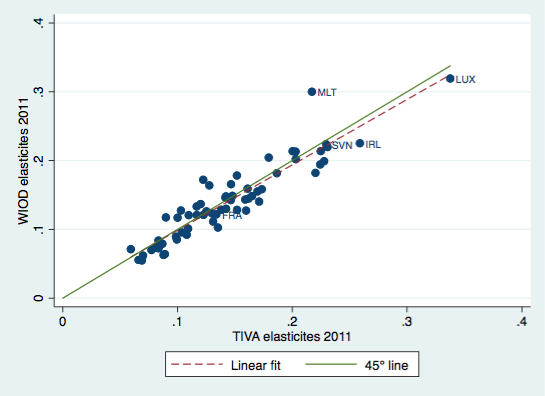 .4
.3
.2
.1
0
WIOD elasticites 2011
MLT
LUX
SVN
IRL
FRA
0
.1
.2
.3
.4
TIVA elasticites 2011
Linear fit
45° line